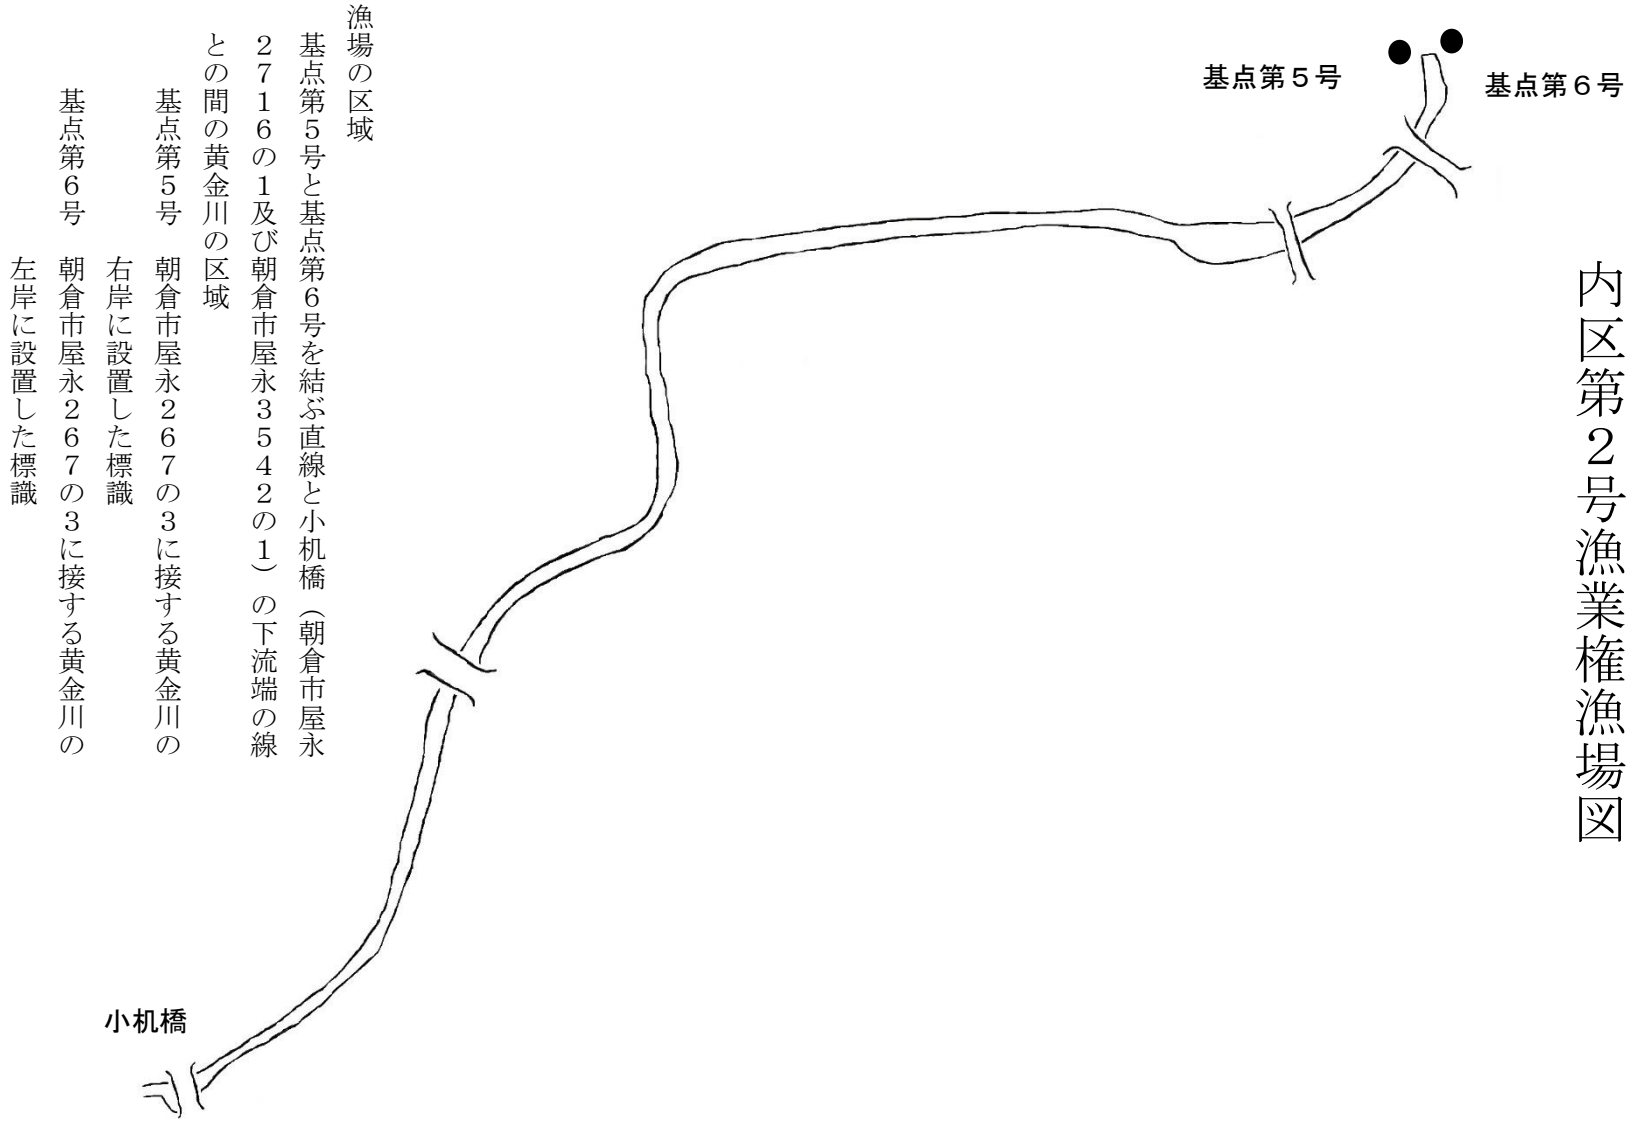 内区第２号漁業権漁場図
基点第６号
基点第５号
小机橋
漁場の区域
基点第５号と基点第６号を結ぶ直線と小机橋（朝倉市屋永
２７１６の１及び朝倉市屋永３５４２の１）の下流端の線
との間の黄金川の区域
基点第５号　朝倉市屋永２６７の３に接する黄金川の
右岸に設置した標識
基点第６号　朝倉市屋永２６７の３に接する黄金川の
左岸に設置した標識